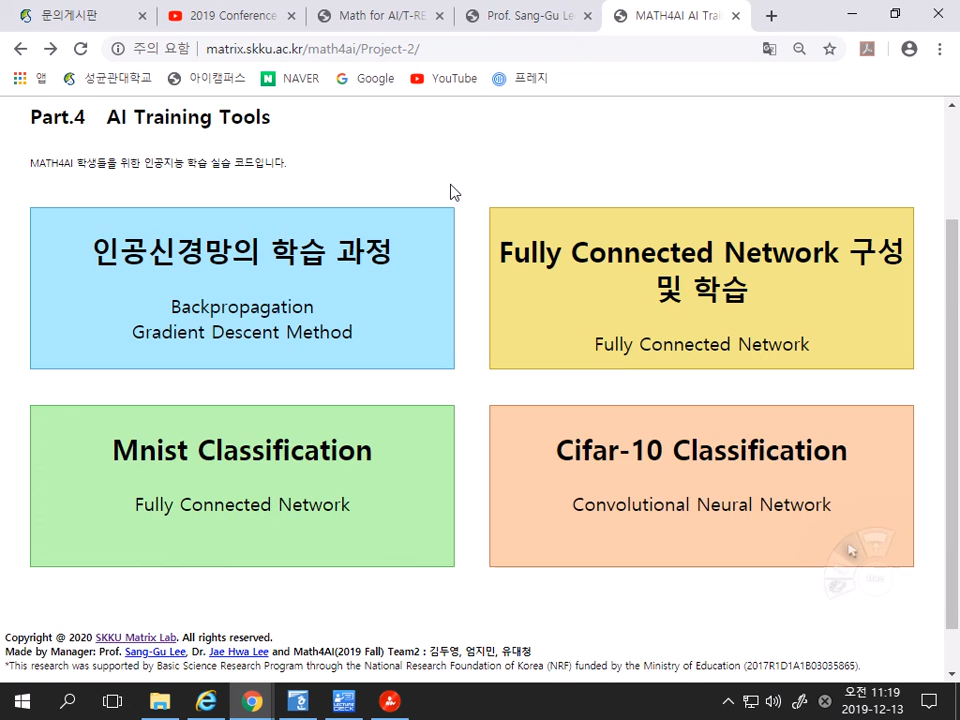 문의게시판
2019 Conference
Math for AI/T-RE
Prof. Sang-Gu Le
MATH4AI AI Trai
주의 요함
matrix.skku.ac.kr/math4ai/Project-2/
앱
성균관대학교
아이캠퍼스
NAVER
Google
YouTube
프레지
Part.4 AI Training Tools
MATH4AI 학생들을 위한 인공지능 학습 실습 코드입니다.
인공신경망의 학습 과정
Backpropagation
Gradient Descent Method
Fully Connected Network 구성
및 학습
Fully Connected Network
Mnist Classification
Fully Connected Network
Cifar-10 Classification
Convolutional Neural Network
Copyright @ 2020 SKKU Matrix Lab. All rights reserved.
Made by Manager: Prof. Sang-Gu Lee, Dr. Jae Hwa Lee and Math4AI(2019 Fall) Team2 : 김두영, 엄지민, 유대청
*This research was supported by Basic Science Research Program through the National Research Foundation of Korea (NRF) funded by the Ministry of Education (2017R1D1A1B03035865).
LECTURE
CHECK
오전 11:19
2019-12-13